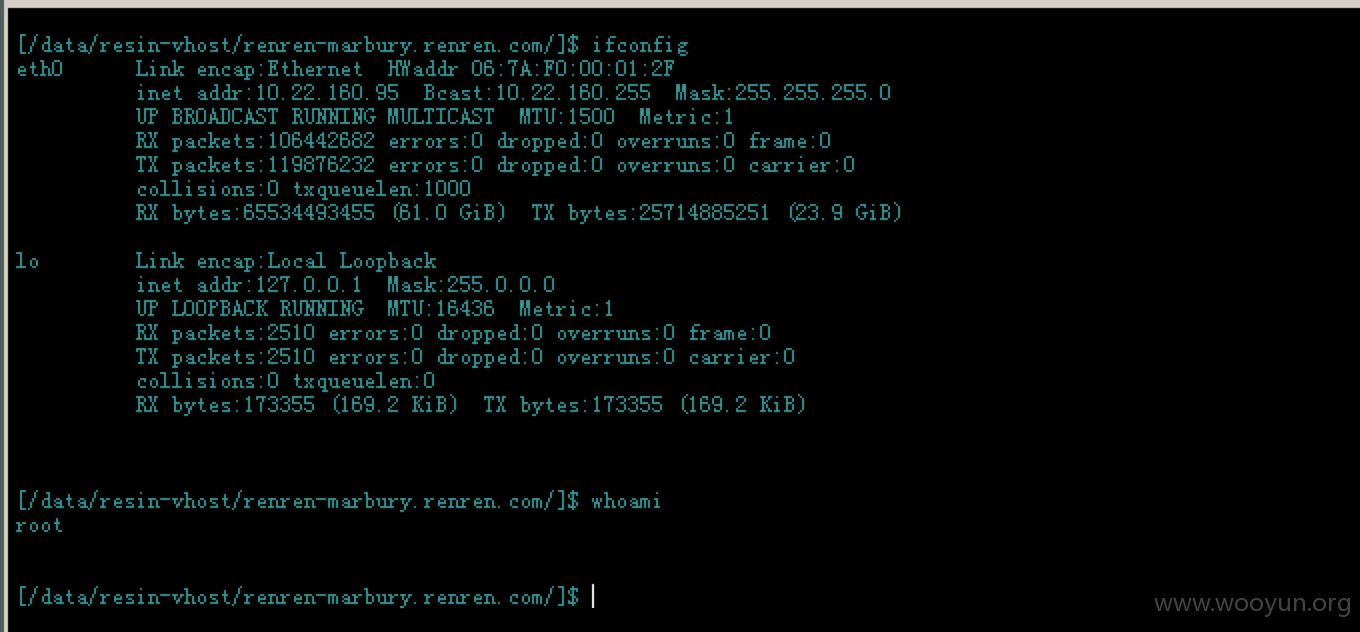 [/data/resin-vhost/renren-marbury.renren.com/]$ ifconfig
eth0      Link encap:Ethernet  HWaddr 06:7A:F0:00:01:2F
          inet addr:10.22.160.95  Bcast:10.22.160.255  Mask:255.255.255.0
          UP BROADCAST RUNNING MULTICAST  MTU:1500  Metric:1
          RX packets:106442682 errors:0 dropped:0 overruns:0 frame:0
          TX packets:119876232 errors:0 dropped:0 overruns:0 carrier:0
          collisions:0 txqueuelen:1000
          RX bytes:65534493455 (61.0 GiB)  TX bytes:25714885251 (23.9 GiB)
lo        Link encap:Local Loopback
          inet addr:127.0.0.1  Mask:255.0.0.0
          UP LOOPBACK RUNNING  MTU:16436  Metric:1
          RX packets:2510 errors:0 dropped:0 overruns:0 frame:0
          TX packets:2510 errors:0 dropped:0 overruns:0 carrier:0
          collisions:0 txqueuelen:0
          RX bytes:173355 (169.2 KiB)  TX bytes:173355 (169.2 KiB)
[/data/resin-vhost/renren-marbury.renren.com/]$ whoami
root
[/data/resin-vhost/renren-marbury.renren.com/]$
www.wooyun.org